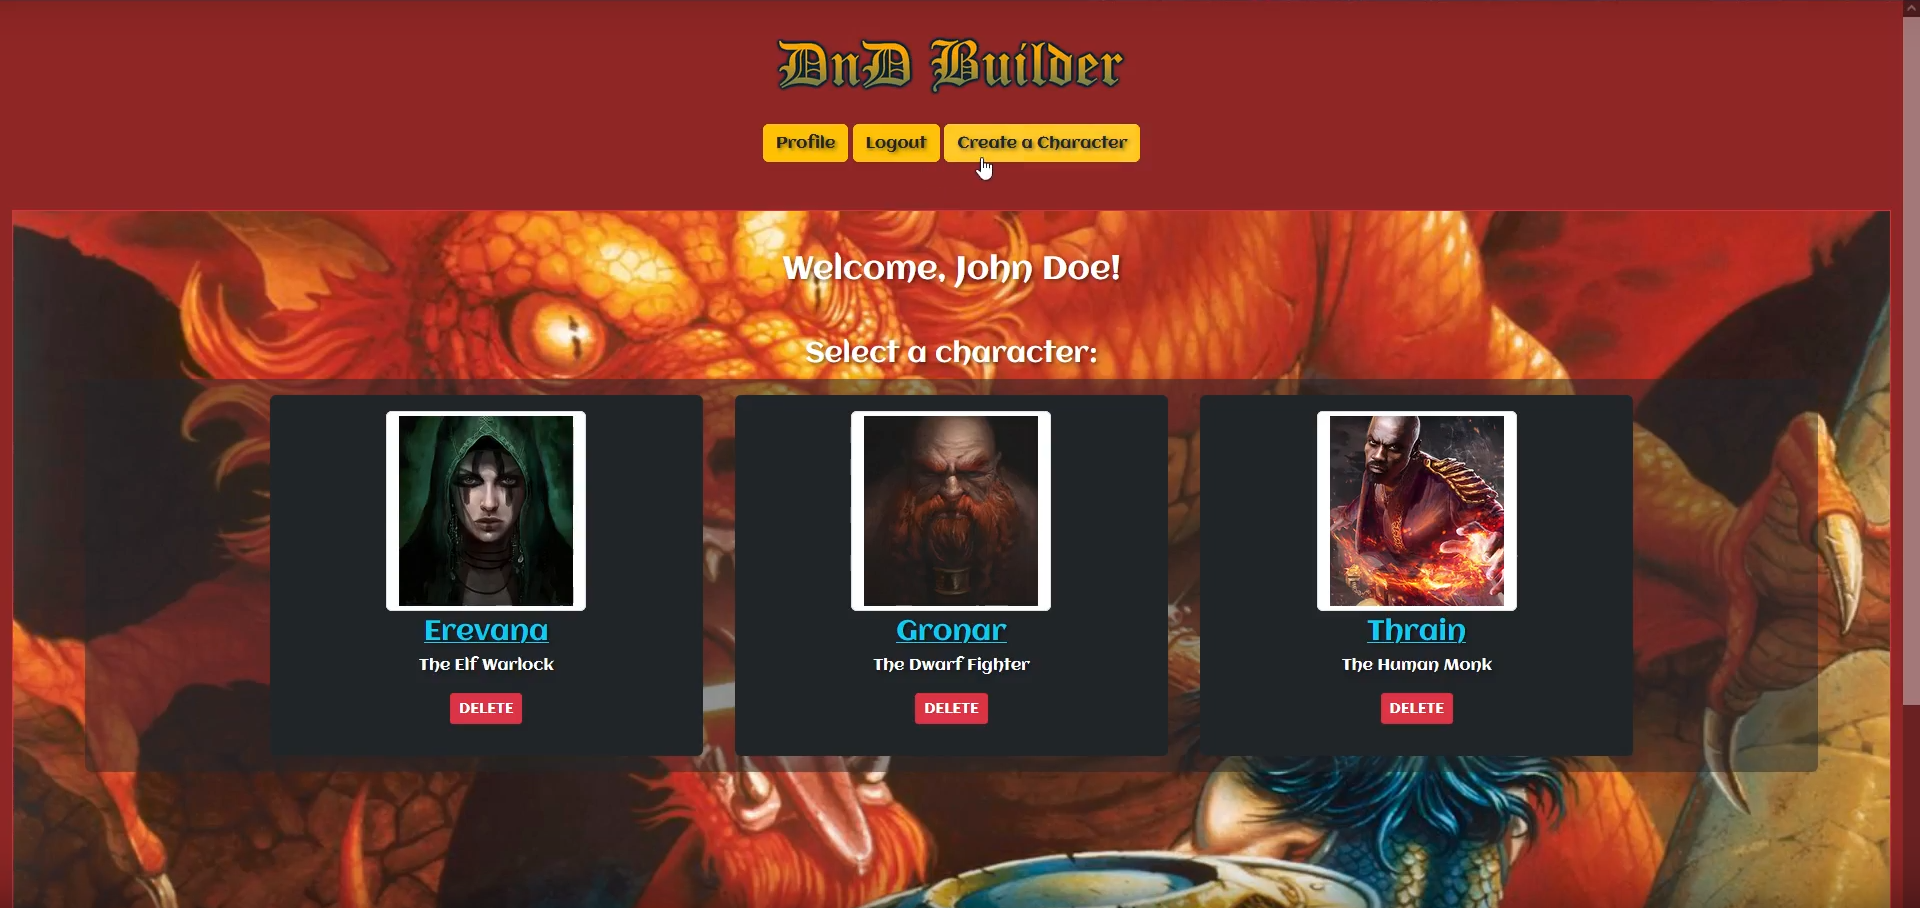 DnD Builder
Profile Logout Create a Character
Welcome, John Doe!
Select a character:
Erevana Gronar Thrain
The Elf Warlock The Dwarf Fighter The Human Monk
DELETE DELETE DELETE